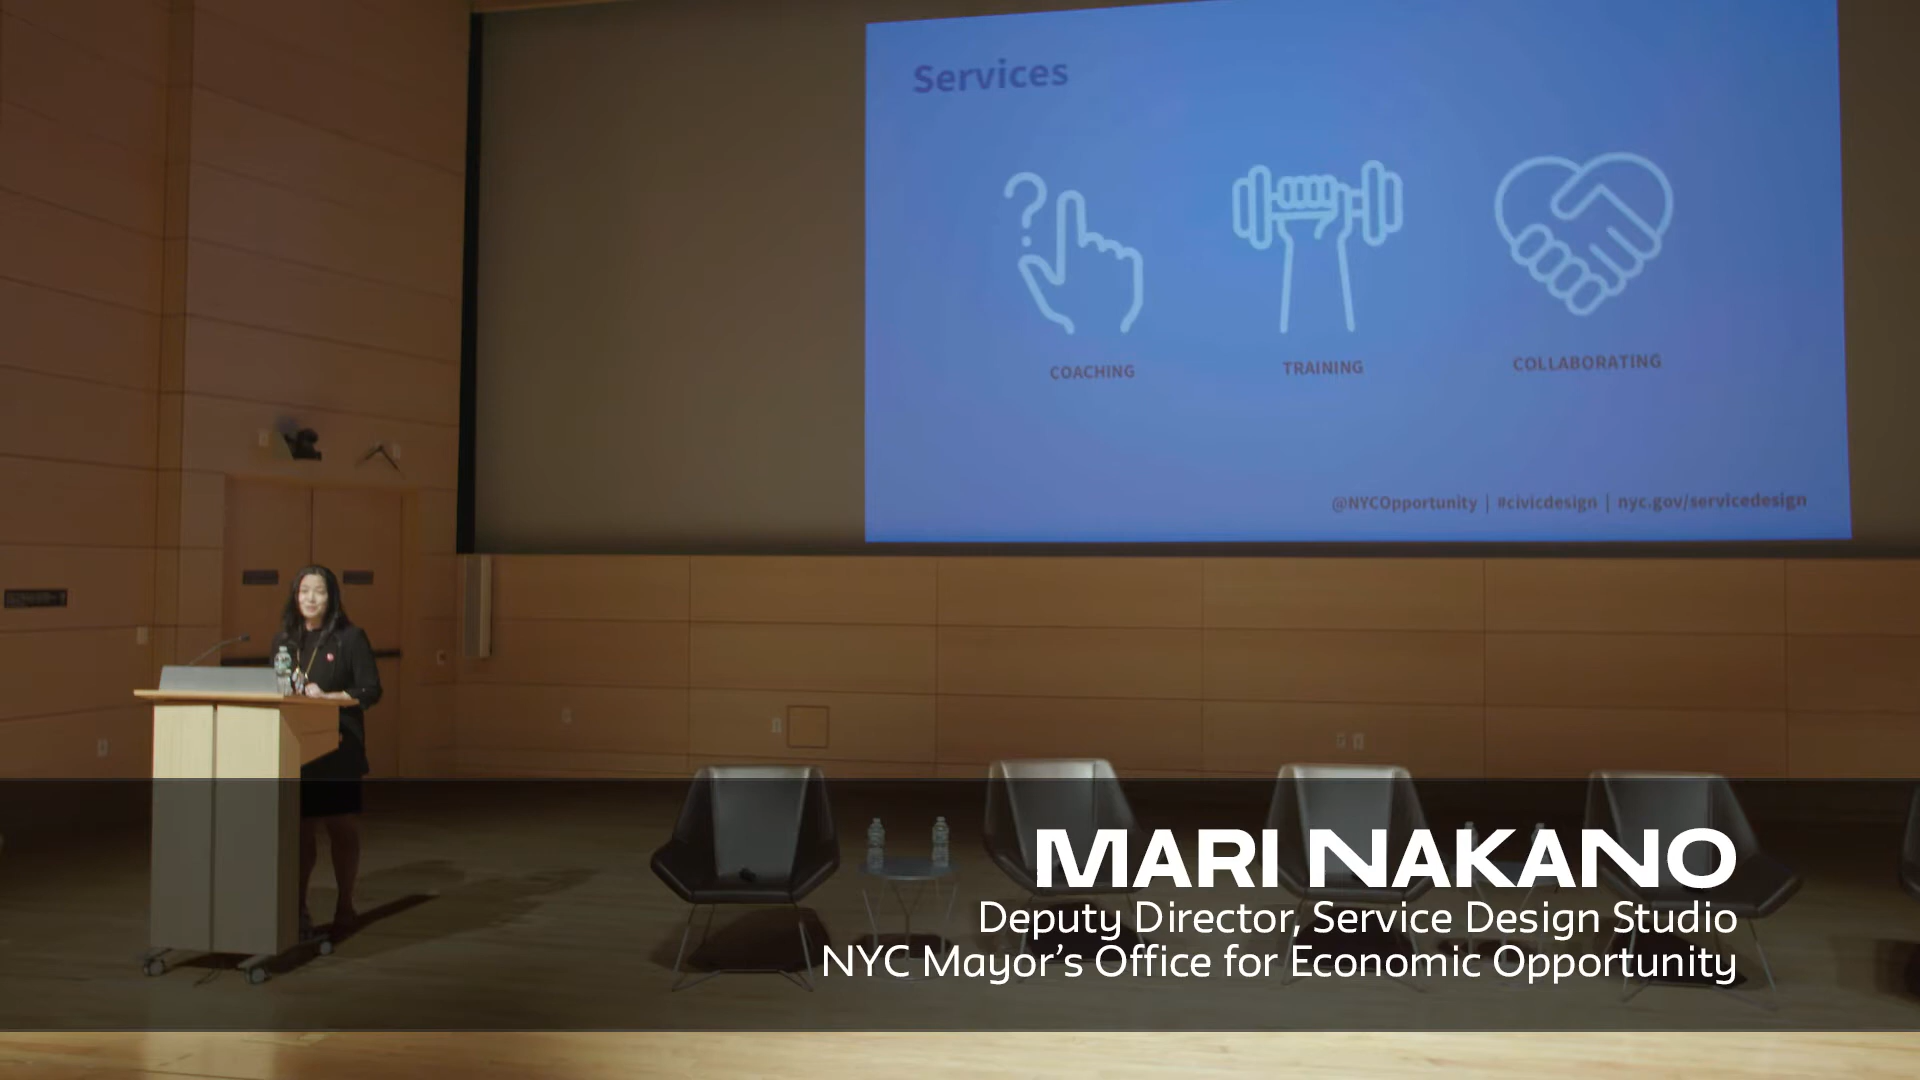 Services
COACHING
TRAINING
COLLABORATING
@NYCOpportunity | #civicdesign | nyc.gov/servicedesign
MARI NAKANO
Deputy Director, Service Design Studio
NYC Mayor’s Office for Economic Opportunity